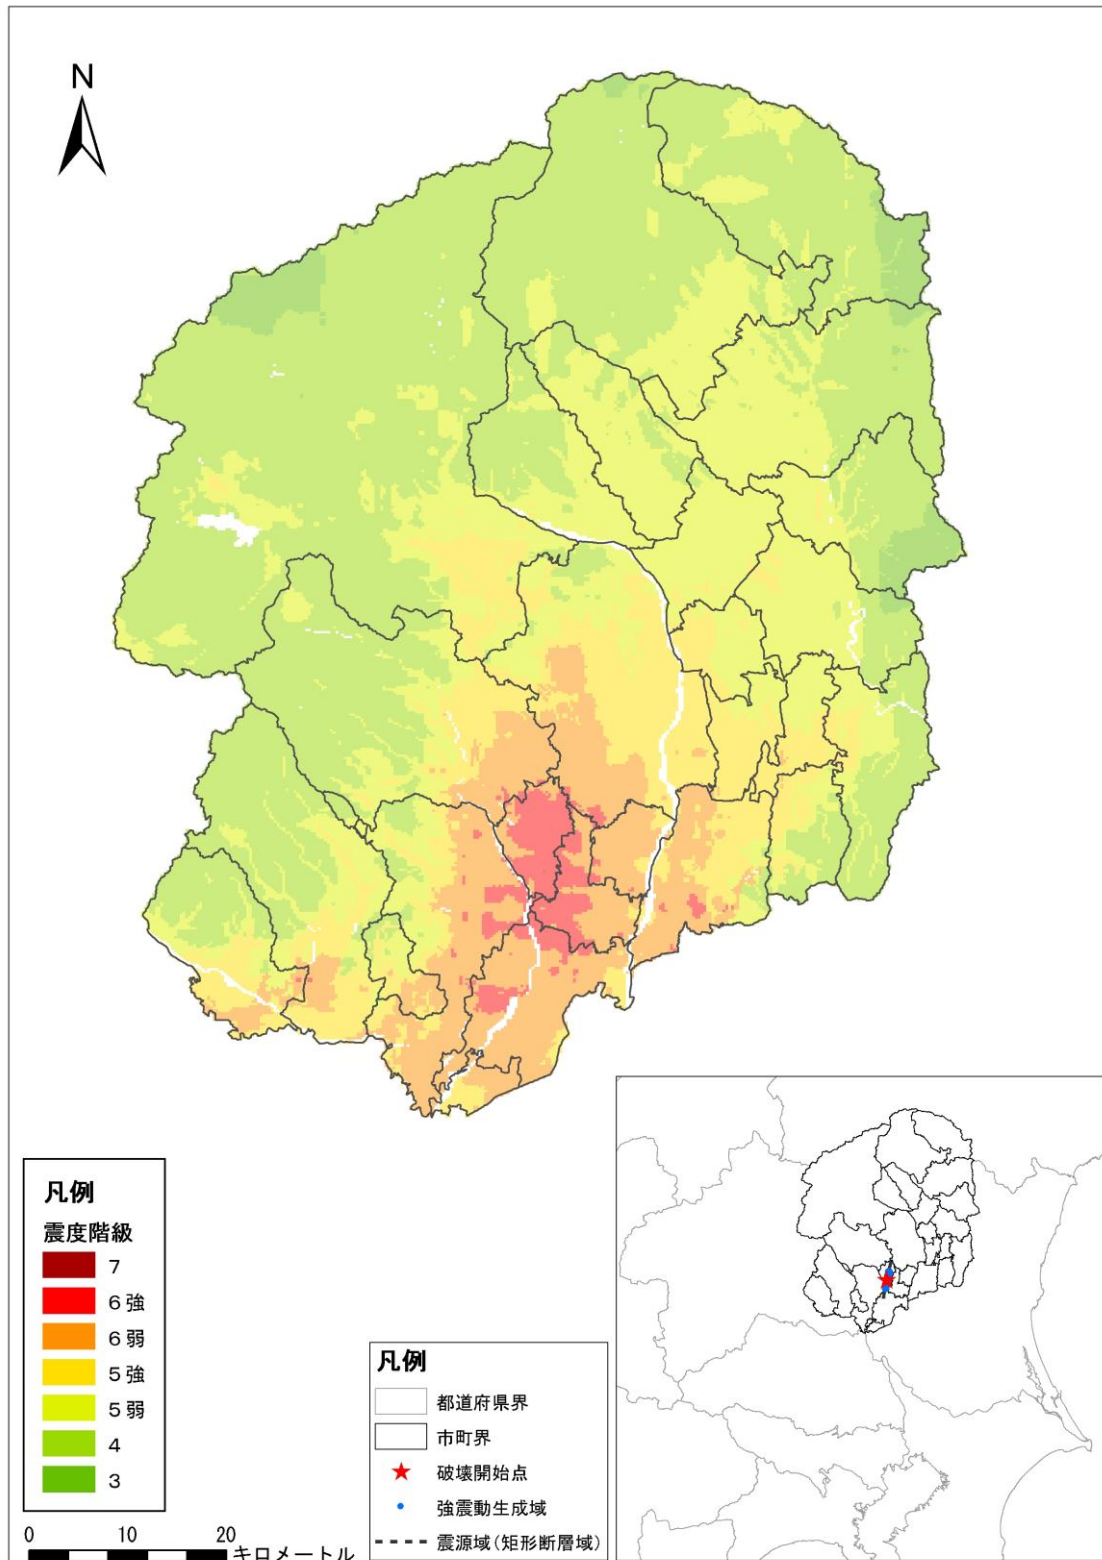 N
凡例
震度階級
7
6強
6弱
5強
5弱
4
3
0 10 20
キロメートル
凡例
都道府県界
市町界
破壊開始点
強震動生成域
震源域(矩形断層域)